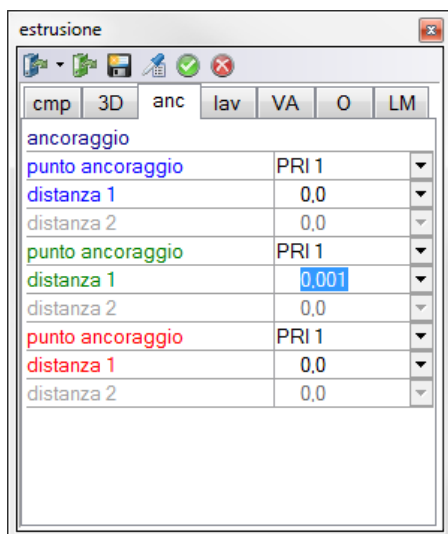 estrusione
cmp 3D anc lav VA O LM
ancoraggio
punto ancoraggio PRI 1
distanza 1 0,0
distanza 2 0,0
punto ancoraggio PRI 1
distanza 1 0,001
distanza 2 0,0
punto ancoraggio PRI 1
distanza 1 0,0
distanza 2 0,0